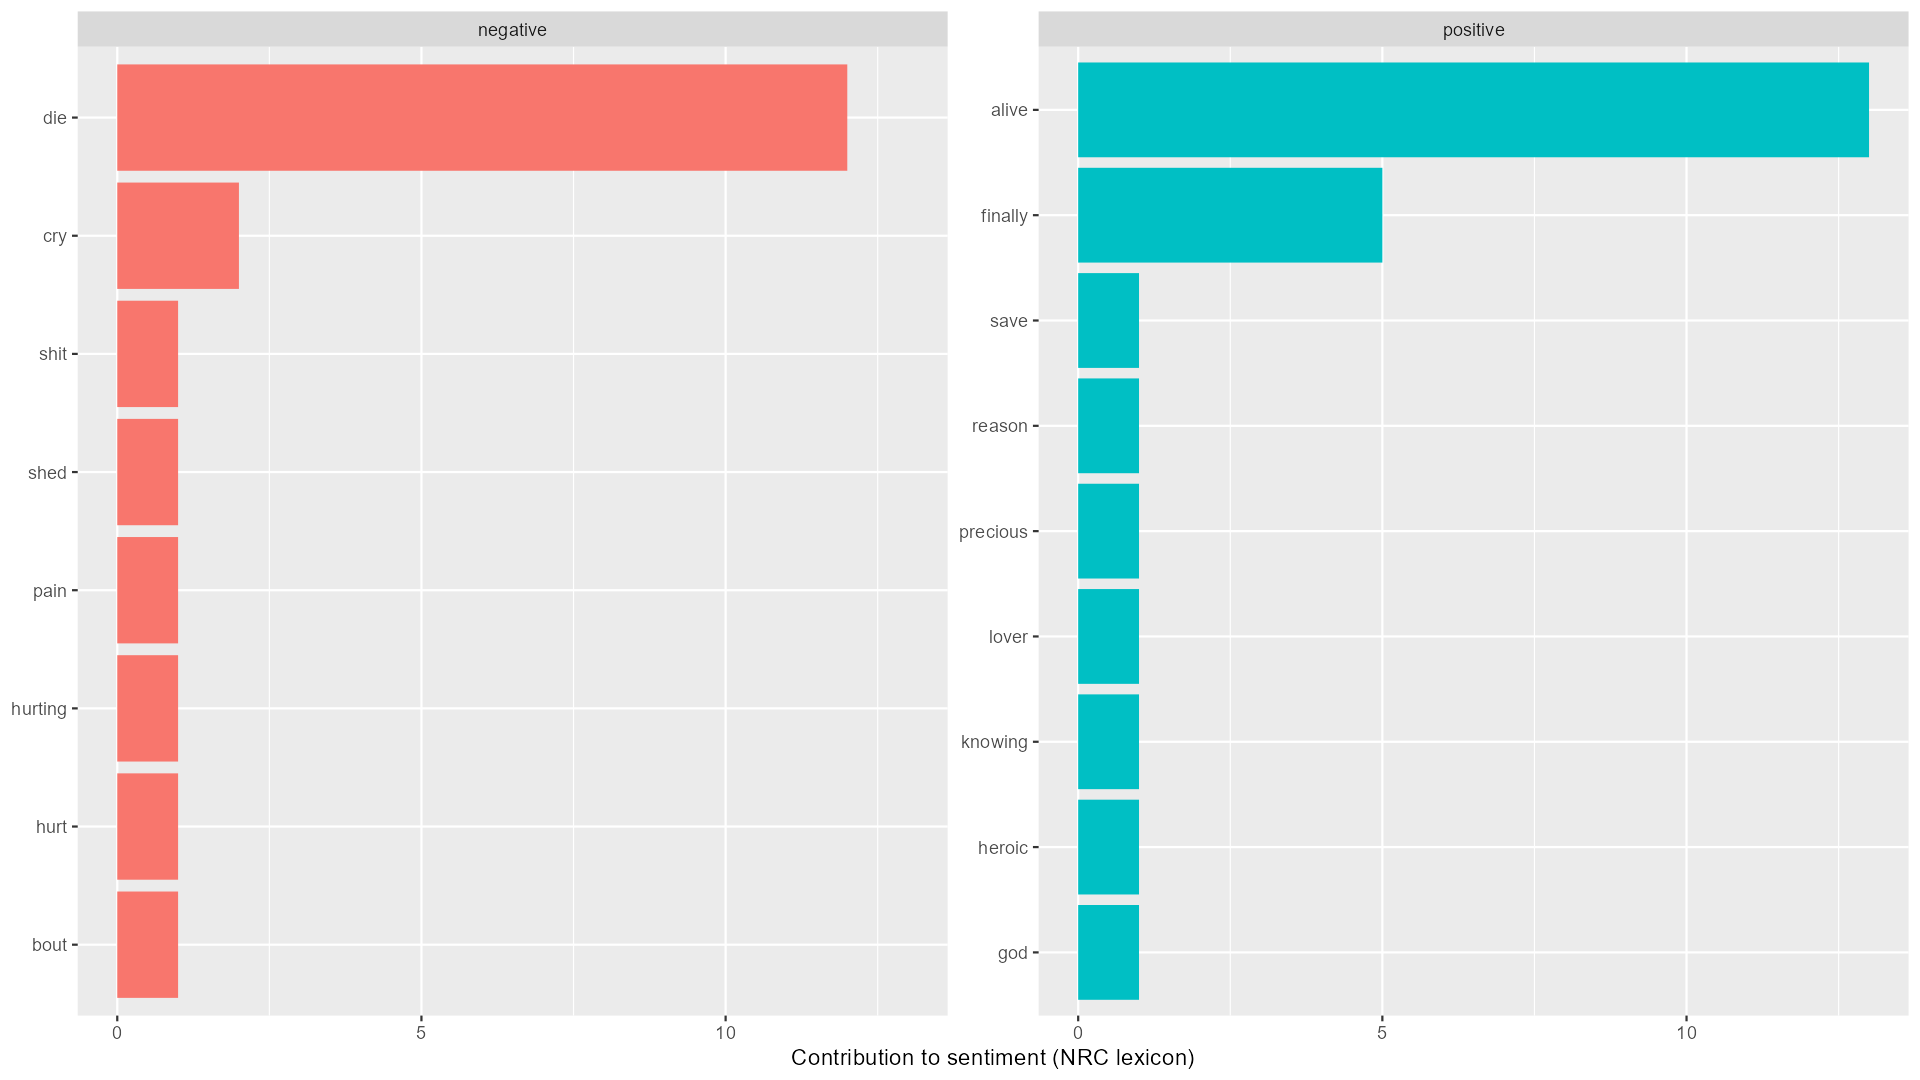 negative
die
cry
shit
shed
pain
hurting
hurt
bout
0 5 10
positive
alive
finally
save
reason
precious
lover
knowing
heroic
god
0 5 10
Contribution to sentiment (NRC lexicon)